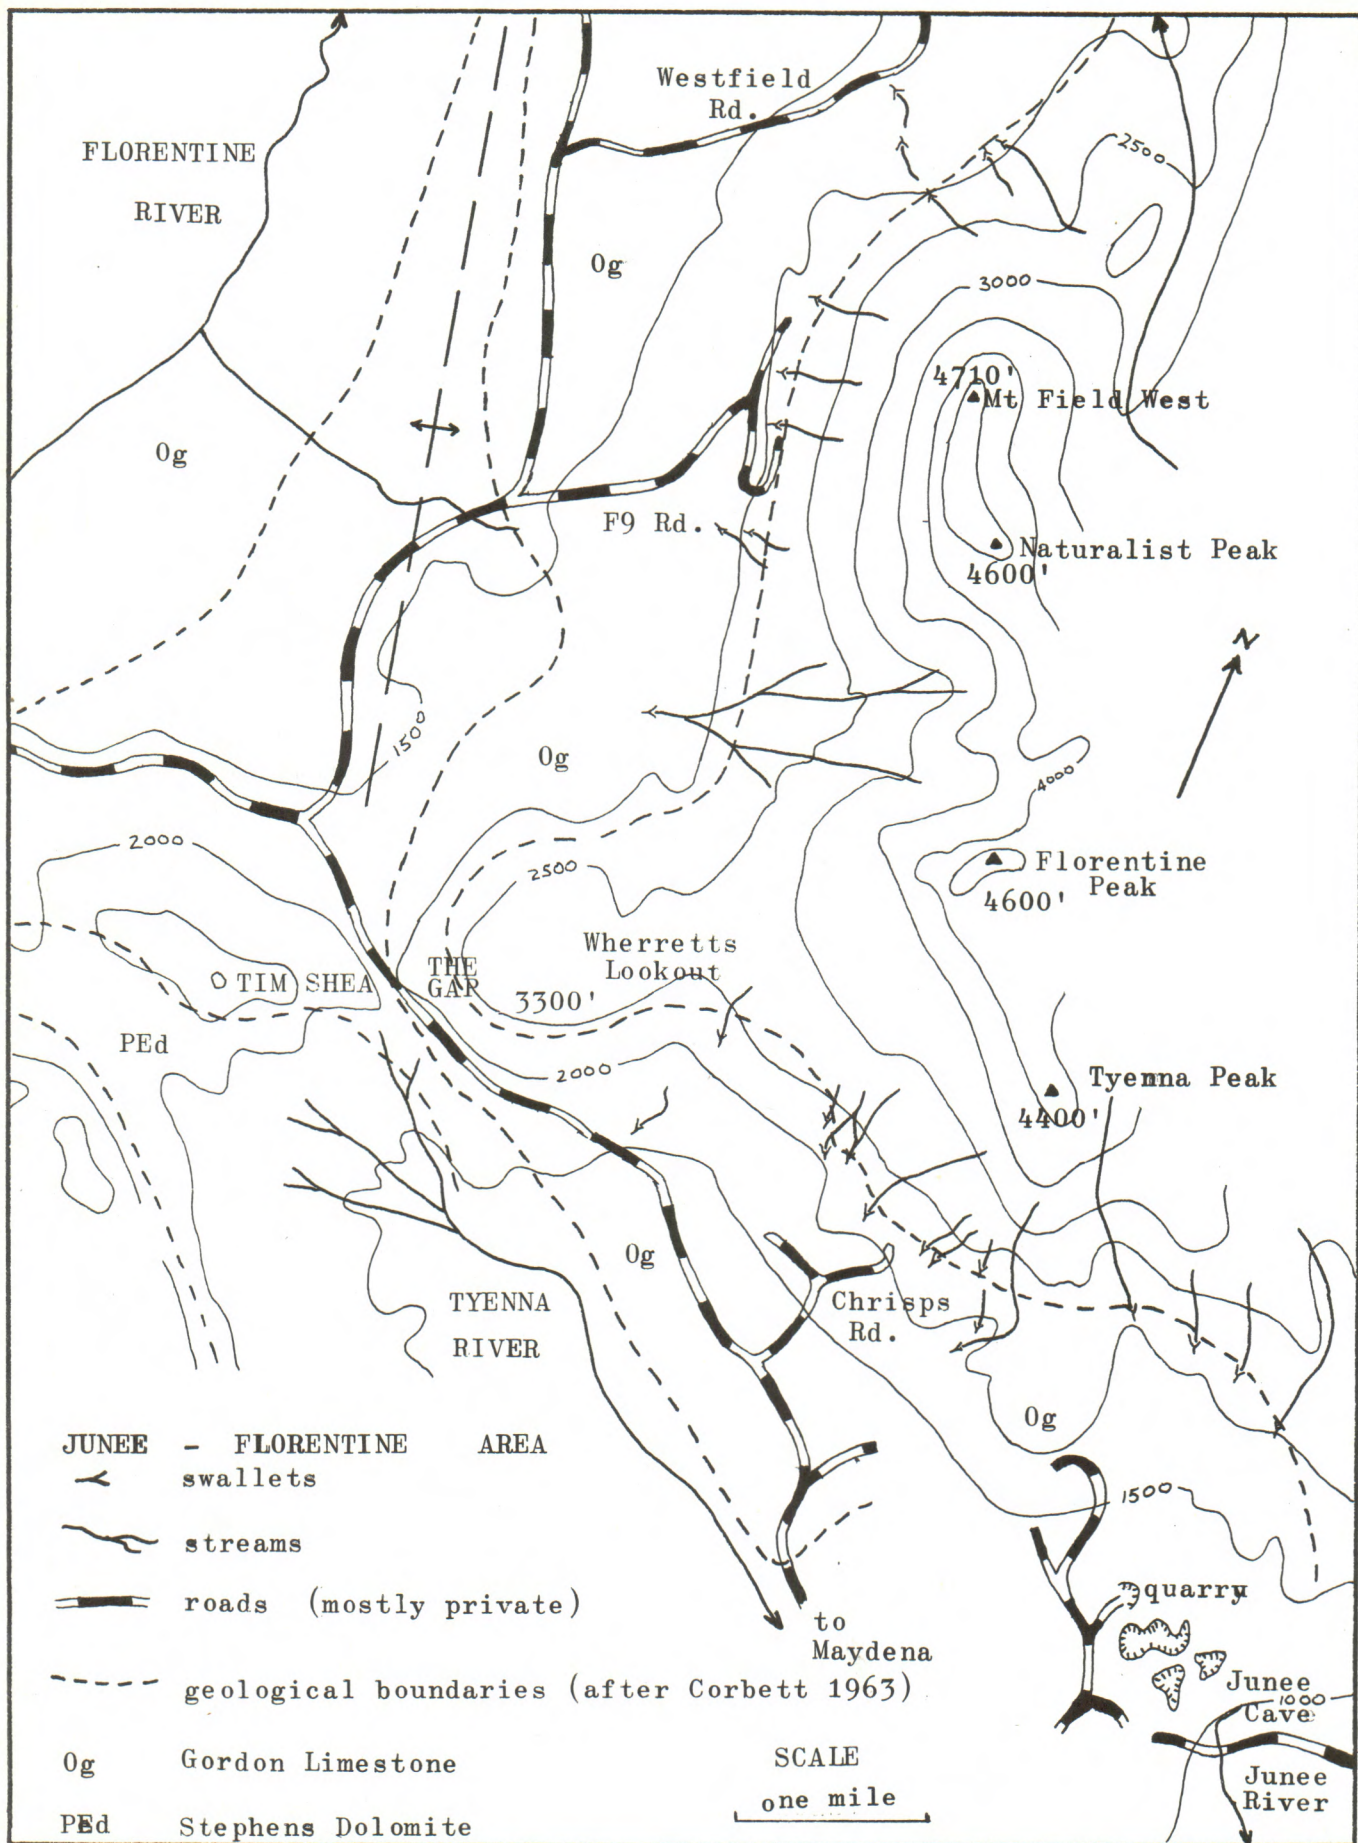 Westfield
Rd.
FLORENTINE
RIVER
2500
Og
3000
4710'
Mt Field West
Og
F9 Rd.
Naturalist Peak
4600'
N
1500
Og
4000
2000
2500
Florentine
Peak
4600'
Wherretts
Lookout
TIM SHEA
THE
GAP
3300'
PEd
2000
Tyenna Peak
4400'
Og
TYENNA
RIVER
Chrisps
Rd.
Og
JUNEE - FLORENTINE AREA
swallets
streams
1500
roads (mostly private)
quarry
to
Maydena
geological boundaries (after Corbett 1963)
Junee
Cave
1000
Og Gordon Limestone
SCALE
one mile
Junee
River
PEd Stephens Dolomite